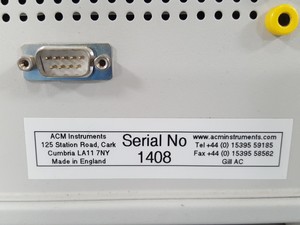 ACM Instruments
125 Station Road, Cark
Cumbria LA11 7NY
Made in England
Serial No
1408
www.acminstruments.com
Tel +44 (0) 15395 59185
Fax +44 (0) 15395 58562
Gill AC